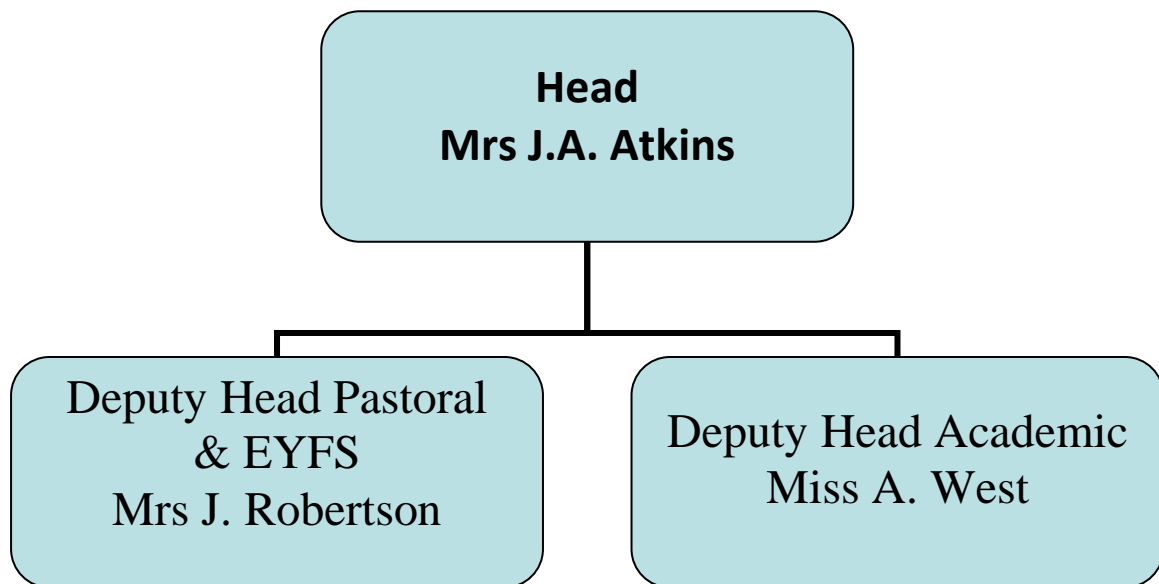 Head
Mrs J.A. Atkins
Deputy Head Pastoral
& EYFS
Mrs J. Robertson
Deputy Head Academic
Miss A. West